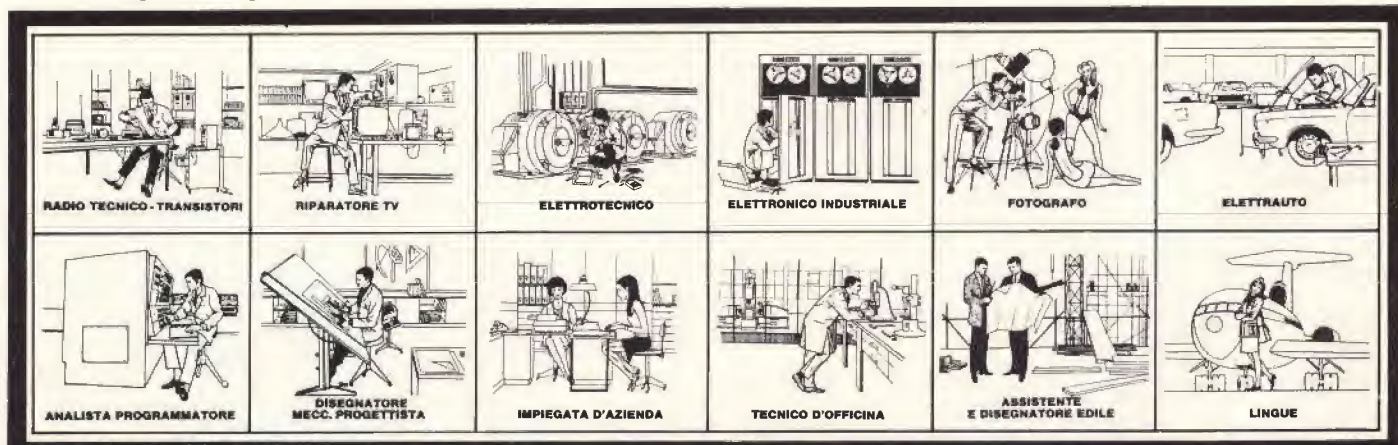 RADIO TECNICO - TRANSISTORI
RIPARATORE TV
ELETTROTECNICO
ELETTRONICO INDUSTRIALE
FOTOGRAFO
ELETTRAUTO
ANALISTA PROGRAMMATORE
DISEGNATORE
MECC. PROGETTISTA
IMPIEGATA D'AZIENDA
TECNICO D'OFFICINA
ASSISTENTE
E DISEGNATORE EDILE
LINGUE